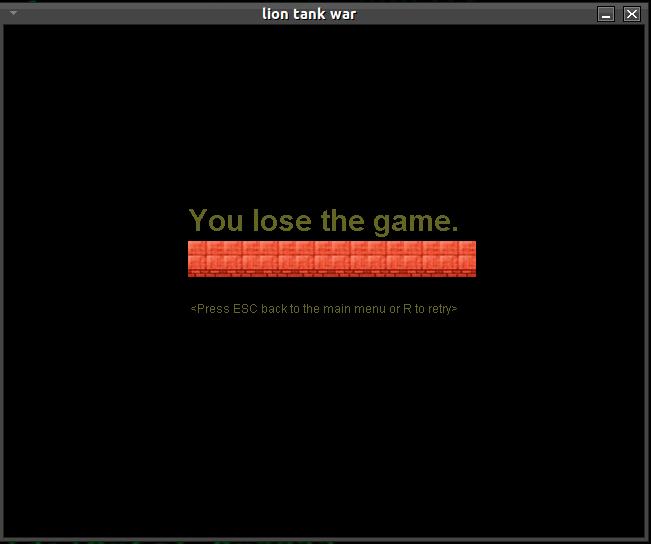 lion tank war
You lose the game.
<Press ESC back to the main menu or R to retry>